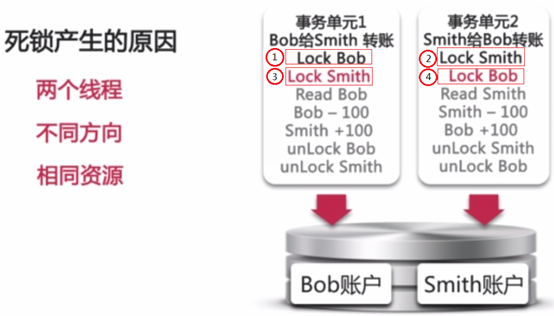 死锁产生的原因
两个线程
不同方向
相同资源
事务单元1
Bob给Smith 转账
① Lock Bob
③ Lock Smith
Read Bob
Bob – 100
Smith +100
unLock Bob
unLock Smith
事务单元2
Smith给Bob转账
② Lock Smith
④ Lock Bob
Read Smith
Smith – 100
Bob +100
unLock Smith
unLock Bob
Bob账户
Smith账户